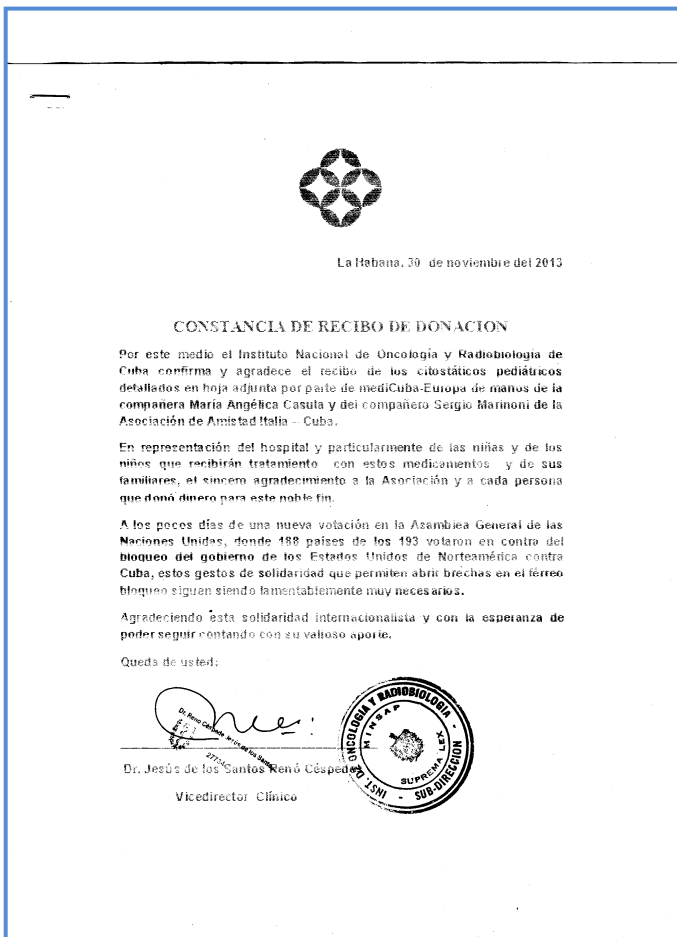 La Habana, 30 de noviembre del 2013
CONSTANCIA DE RECIBO DE DONACION
Por este medio el Instituto Nacional de Oncología y Radiobiología de
Cuba confirma y agradece el recibo de los citostáticos pediátricos
detallados en hoja adjunta por parte de mediCuba-Europa de manos de la
compañera María Angélica Casula y del compañero Sergio Marinoni de la
Asociación de Amistad Italia – Cuba.
En representación del hospital y particularmente de las niñas y de los
niños que recibirán tratamiento con estos medicamentos y de sus
familiares, el sincero agradecimiento a la Asociación y a cada persona
que donó dinero para este noble fin.
A los pocos días de una nueva votación en la Asamblea General de las
Naciones Unidas, donde 188 países de los 193 votaron en contra del
bloqueo del gobierno de los Estados Unidos de Norteamérica contra
Cuba, estos gestos de solidaridad que permiten abrir brechas en el férreo
bloqueo siguen siendo lamentablemente muy necesarios.
Agradeciendo esta solidaridad internacionalista y con la esperanza de
poder seguir contando con su valioso aporte.
Queda de usted:
Dr. Jesús de los Santos Renó Céspedes
Vicedirector Clínico
INST. DE ONCOLOGIA Y RADIOBIOLOGIA - SUB-DIRECCION -
MINSAP
SUPREMA LEX